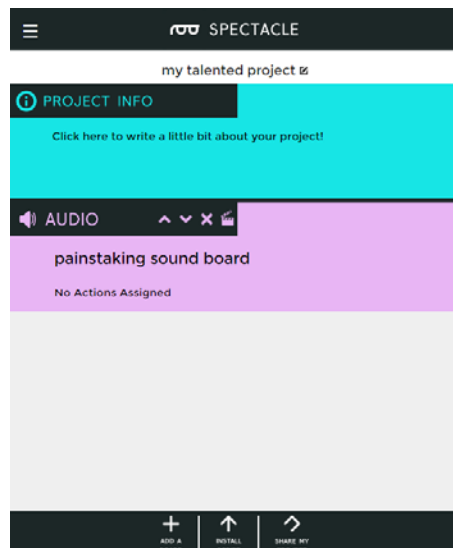 SPECTACLE
my talented project
PROJECT INFO
Click here to write a little bit about your project!
AUDIO
painstaking sound board
No Actions Assigned
ADD A INSTALL SHARE MY